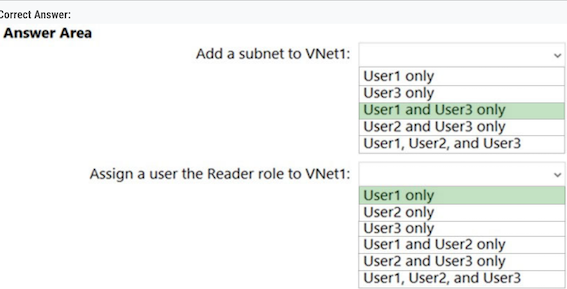 Correct Answer:
Answer Area
Add a subnet to VNet1:
User1 only
User3 only
User1 and User3 only
User2 and User3 only
User1, User2, and User3
Assign a user the Reader role to VNet1:
User1 only
User2 only
User3 only
User1 and User2 only
User2 and User3 only
User1, User2, and User3